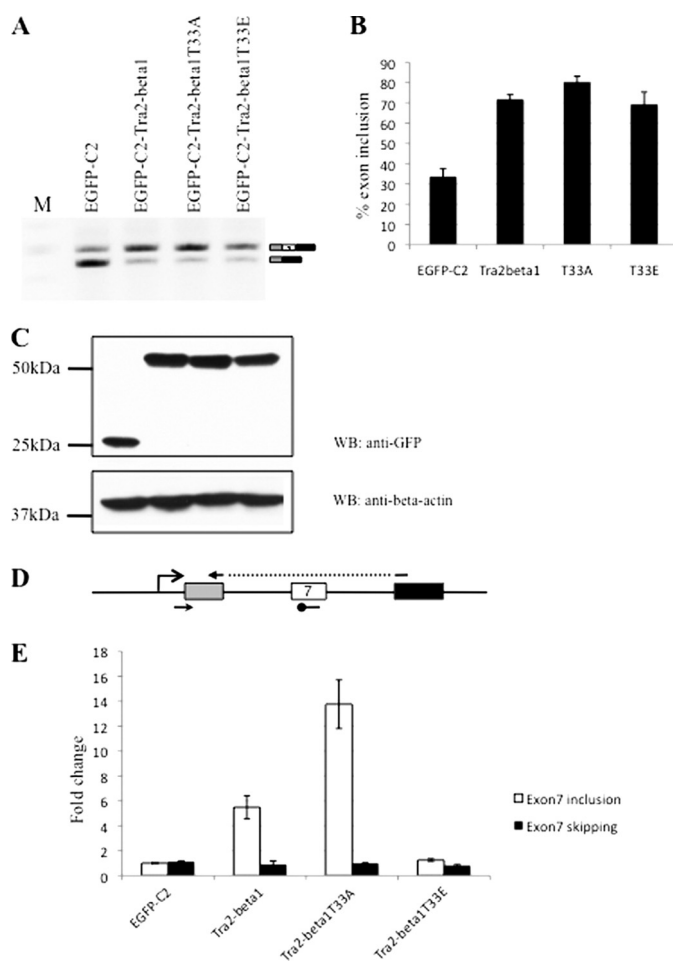 A
M
EGFP-C2
EGFP-C2-Tra2-beta1
EGFP-C2-Tra2-beta1T33A
EGFP-C2-Tra2-beta1T33E
B
% exon inclusion
90
80
70
60
50
40
30
20
10
0
EGFP-C2 Tra2beta1 T33A T33E
C
50kDa
25kDa
WB: anti-GFP
37kDa
WB: anti-beta-actin
D
7
E
Fold change
18
16
14
12
10
8
6
4
2
0
EGFP-C2
Tra2-beta1
Tra2-beta1T33A
Tra2-beta1T33E
Exon7 inclusion
Exon7 skipping